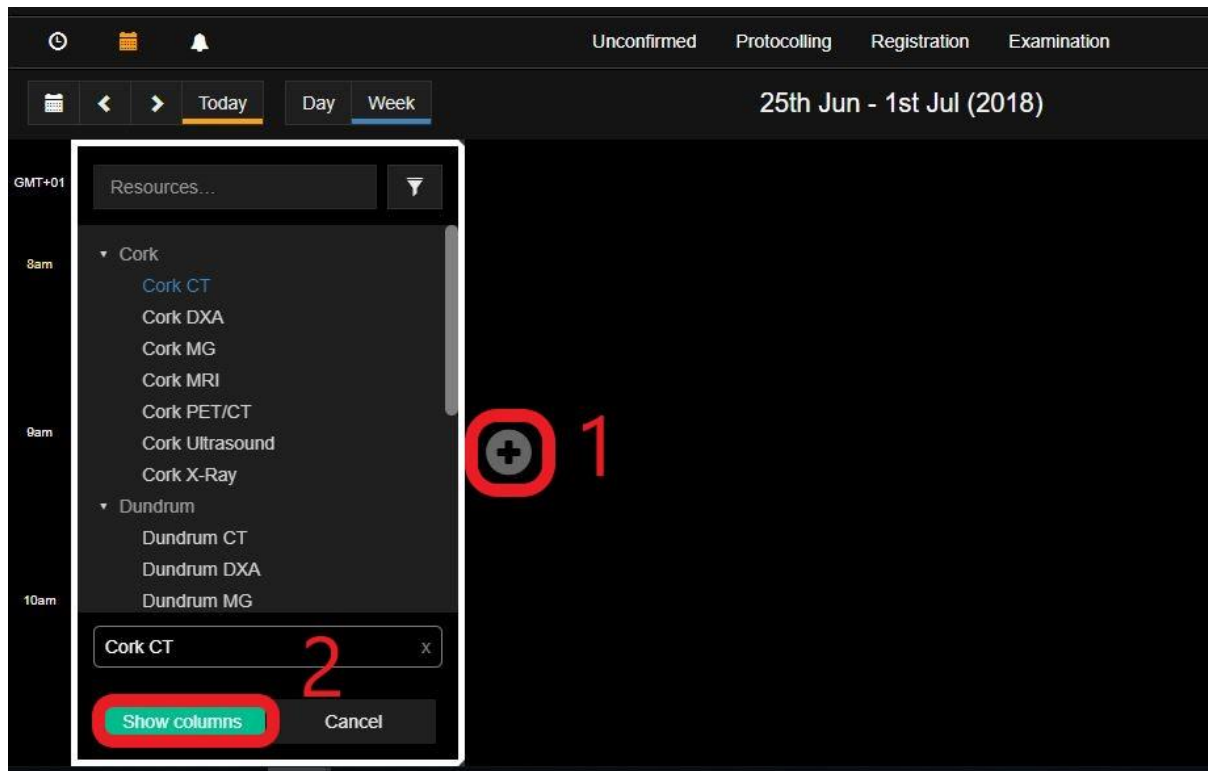 Unconfirmed Protocolling Registration Examination
Today Day Week 25th Jun - 1st Jul (2018)
GMT+01
Resources...
8am
Cork
Cork CT
Cork DXA
Cork MG
Cork MRI
Cork PET/CT
9am
Cork Ultrasound
Cork X-Ray
Dundrum
Dundrum CT
Dundrum DXA
10am
Dundrum MG
Cork CT x
Show columns Cancel
1
2